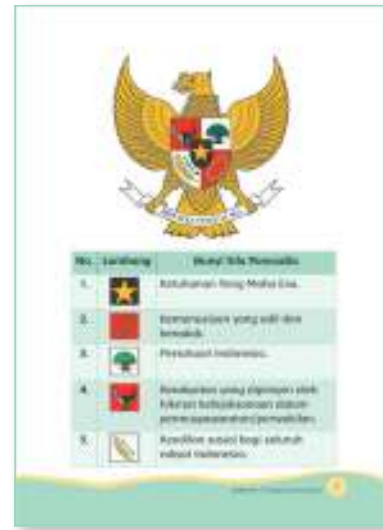 No. Lambang Bunyi Sila Pancasila
1. Ketuhanan Yang Maha Esa.
2. Kemanusiaan yang adil dan
beradab.
3. Persatuan Indonesia.
4. Kerakyatan yang dipimpin oleh
hikmat kebijaksanaan dalam
permusyawaratan/perwakilan.
5. Keadilan sosial bagi seluruh
rakyat Indonesia.